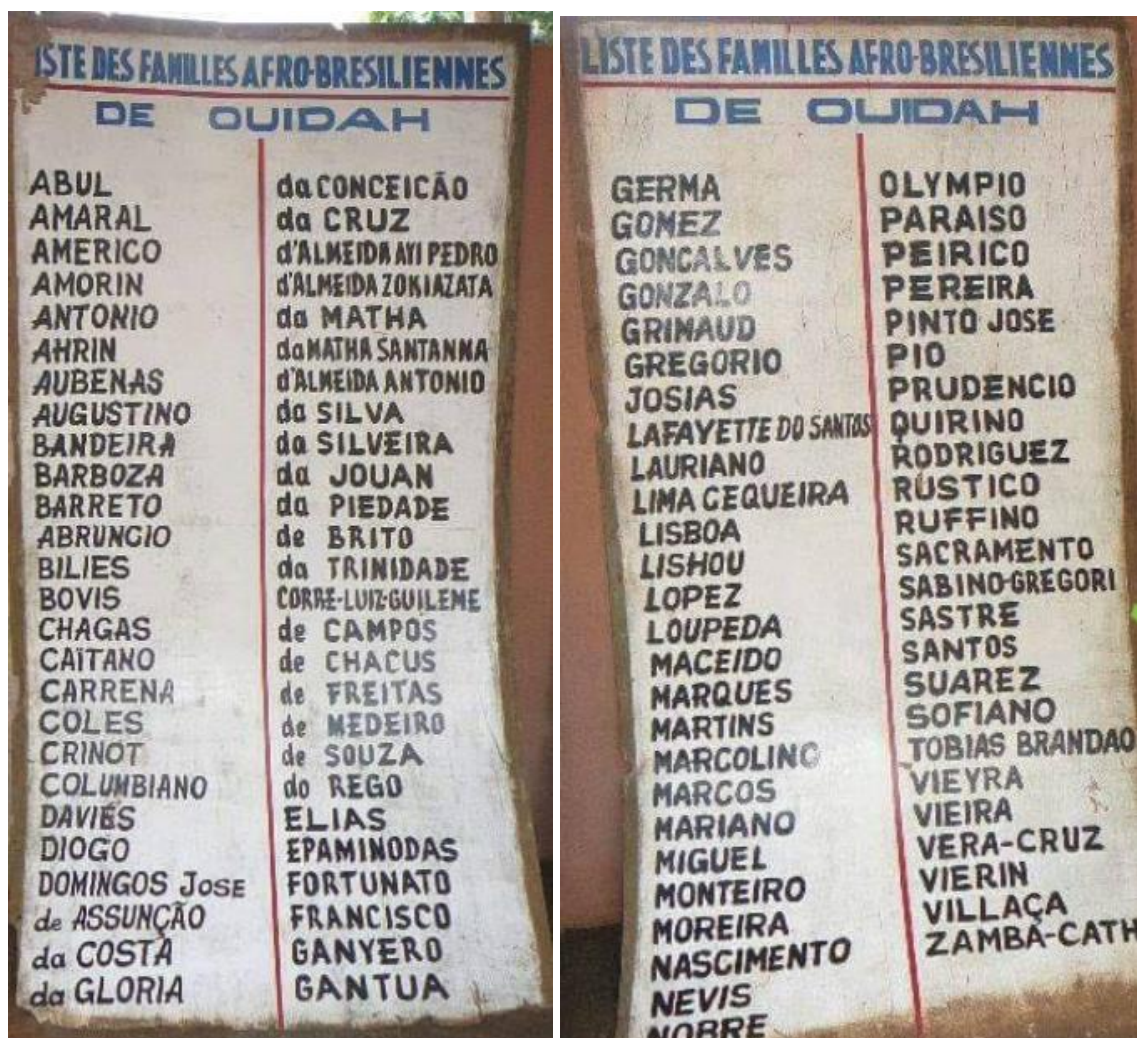 ISTE DES FAMILLES AFRO-BRESILIENNES
DE OUIDAH
ABUL
AMARAL
AMERICO
AMORIN
ANTONIO
AHRIN
AUBENAS
AUGUSTINO
BANDEIRA
BARBOZA
BARRETO
ABRUNCIO
BILIES
BOVIS
CHAGAS
CAÏTANO
CARRENA
COLES
CRINOT
COLUMBIANO
DAVIES
DIOGO
DOMINGOS JOSE
de ASSUNÇÃO
da COSTA
da GLORIA
da CONCEICÃO
da CRUZ
d'ALMEIDA AYI PEDRO
d'ALMEIDA ZOKIAZATA
da MATHA
da MATHA SANTANNA
d'ALMEIDA ANTONIO
da SILVA
da SILVEIRA
da JOUAN
da PIEDADE
de BRITO
da TRINIDADE
CORRE-LUIZ-GUILEME
de CAMPOS
de CHACUS
de FREITAS
de MEDEIRO
de SOUZA
do REGO
ELIAS
EPAMINODAS
FORTUNATO
FRANCISCO
GANYERO
GANTUA
LISTE DES FAMILLES AFRO-BRESILIENNES
DE OUIDAH
GERMA
GOMEZ
GONCALVES
GONZALO
GRIMAUD
GREGORIO
JOSIAS
LAFAYETTE DO SANTOS
LAURIANO
LIMA CEQUEIRA
LISBOA
LISHOU
LOPEZ
LOUPEDA
MACEIDO
MARQUES
MARTINS
MARCOLINO
MARCOS
MARIANO
MIGUEL
MONTEIRO
MOREIRA
NASCIMENTO
NEVIS
NOBRE
OLYMPIO
PARAISO
PEIRICO
PEREIRA
PINTO JOSE
PIO
PRUDENCIO
QUIRINO
RODRIGUEZ
RUSTICO
RUFFINO
SACRAMENTO
SABINO-GREGORI
SASTRE
SANTOS
SUAREZ
SOFIANO
TOBIAS BRANDAO
VIEYRA
VIEIRA
VERA-CRUZ
VIERIN
VILLAÇA
ZAMBA-CATH